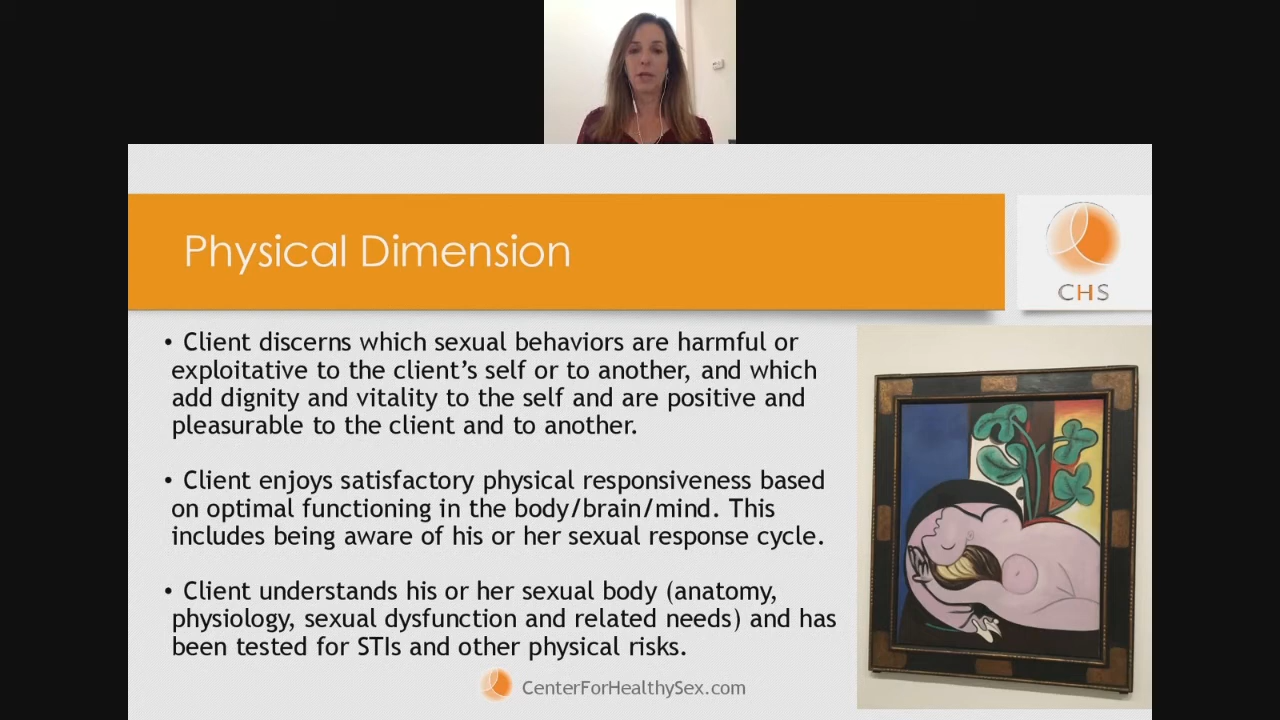 Physical Dimension
CHS
• Client discerns which sexual behaviors are harmful or
exploitative to the client’s self or to another, and which
add dignity and vitality to the self and are positive and
pleasurable to the client and to another.
• Client enjoys satisfactory physical responsiveness based
on optimal functioning in the body/brain/mind. This
includes being aware of his or her sexual response cycle.
• Client understands his or her sexual body (anatomy,
physiology, sexual dysfunction and related needs) and has
been tested for STIs and other physical risks.
CenterForHealthySex.com